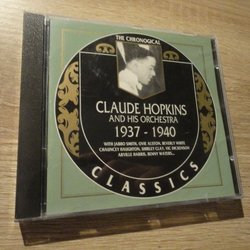 THE CHRONOLOGICAL
CLAUDE HOPKINS
AND HIS ORCHESTRA
1937 - 1940
WITH JABBO SMITH, OVIE ALSTON, BEVERLY WHITE
CHAUNCEY HAUGHTON, SHIRLEY CLAY, VIC DICKENSON
ARVILLE HARRIS, BENNY WATERS...
CLASSICS